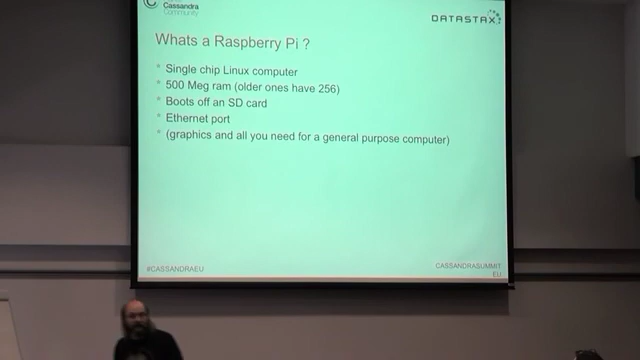 Cassandra
Community
DATASTAX
Whats a Raspberry Pi ?
Single chip Linux computer
500 Meg ram (older ones have 256)
Boots off an SD card
Ethernet port
(graphics and all you need for a general purpose computer)
#CASSANDRAEU
CASSANDRASUMMIT
EU